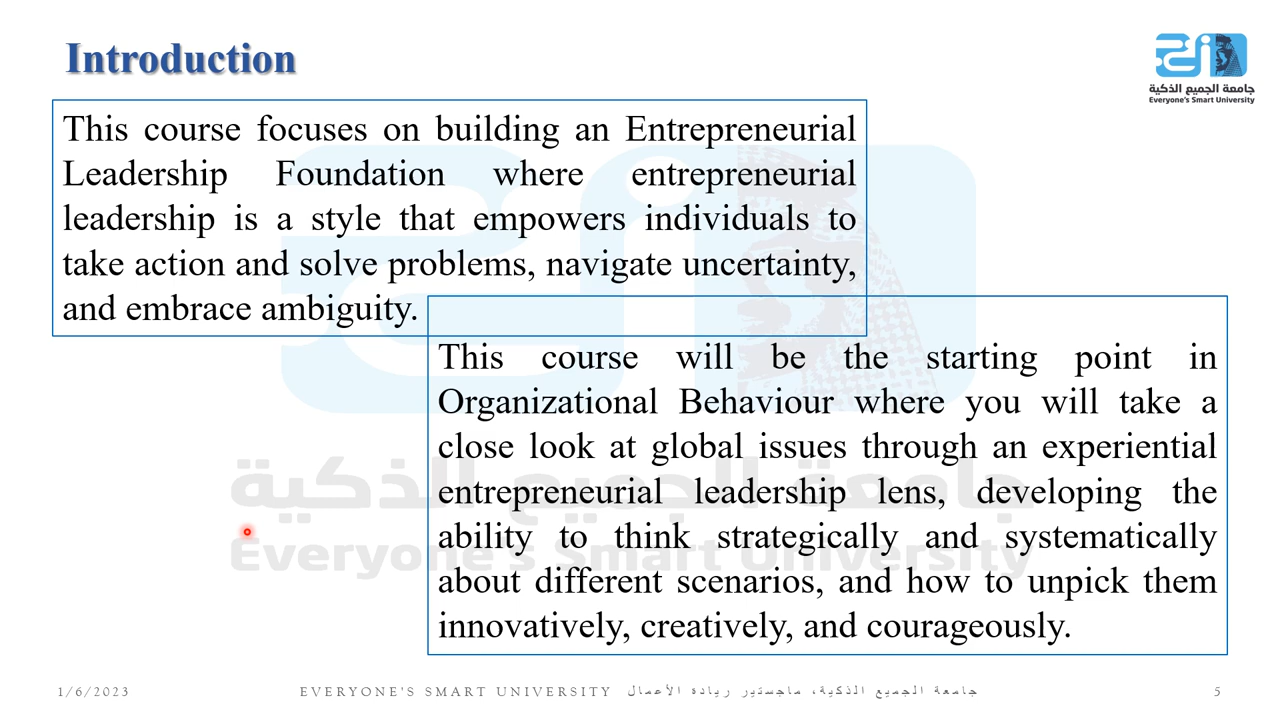 Introduction
جامعة الجميع الذكية
Everyone's Smart University
This course focuses on building an Entrepreneurial
Leadership Foundation where entrepreneurial
leadership is a style that empowers individuals to
take action and solve problems, navigate uncertainty,
and embrace ambiguity.
This course will be the starting point in
Organizational Behaviour where you will take a
close look at global issues through an experiential
entrepreneurial leadership lens, developing the
ability to think strategically and systematically
about different scenarios, and how to unpick them
innovatively, creatively, and courageously.
جامعة الجميع الذكية
Everyone's Smart University
1/6/2023
EVERYONE'S SMART UNIVERSITY جامعة الجميع الذكية، ماجستير ريادة الأعمال
5